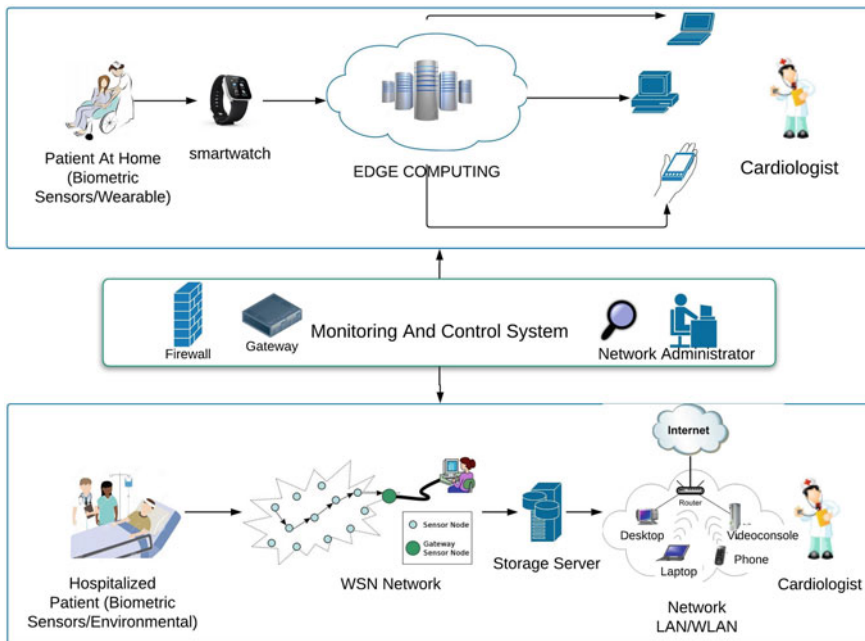 Patient At Home
(Biometric
Sensors/Wearable)
smartwatch
EDGE COMPUTING
Cardiologist
Firewall
Gateway
Monitoring And Control System
Network Administrator
Hospitalized
Patient (Biometric
Sensors/Environmental)
Sensor Node
Gateway
Sensor Node
WSN Network
Storage Server
Internet
Router
Desktop
Videoconsole
Laptop
Phone
Network
LAN/WLAN
Cardiologist